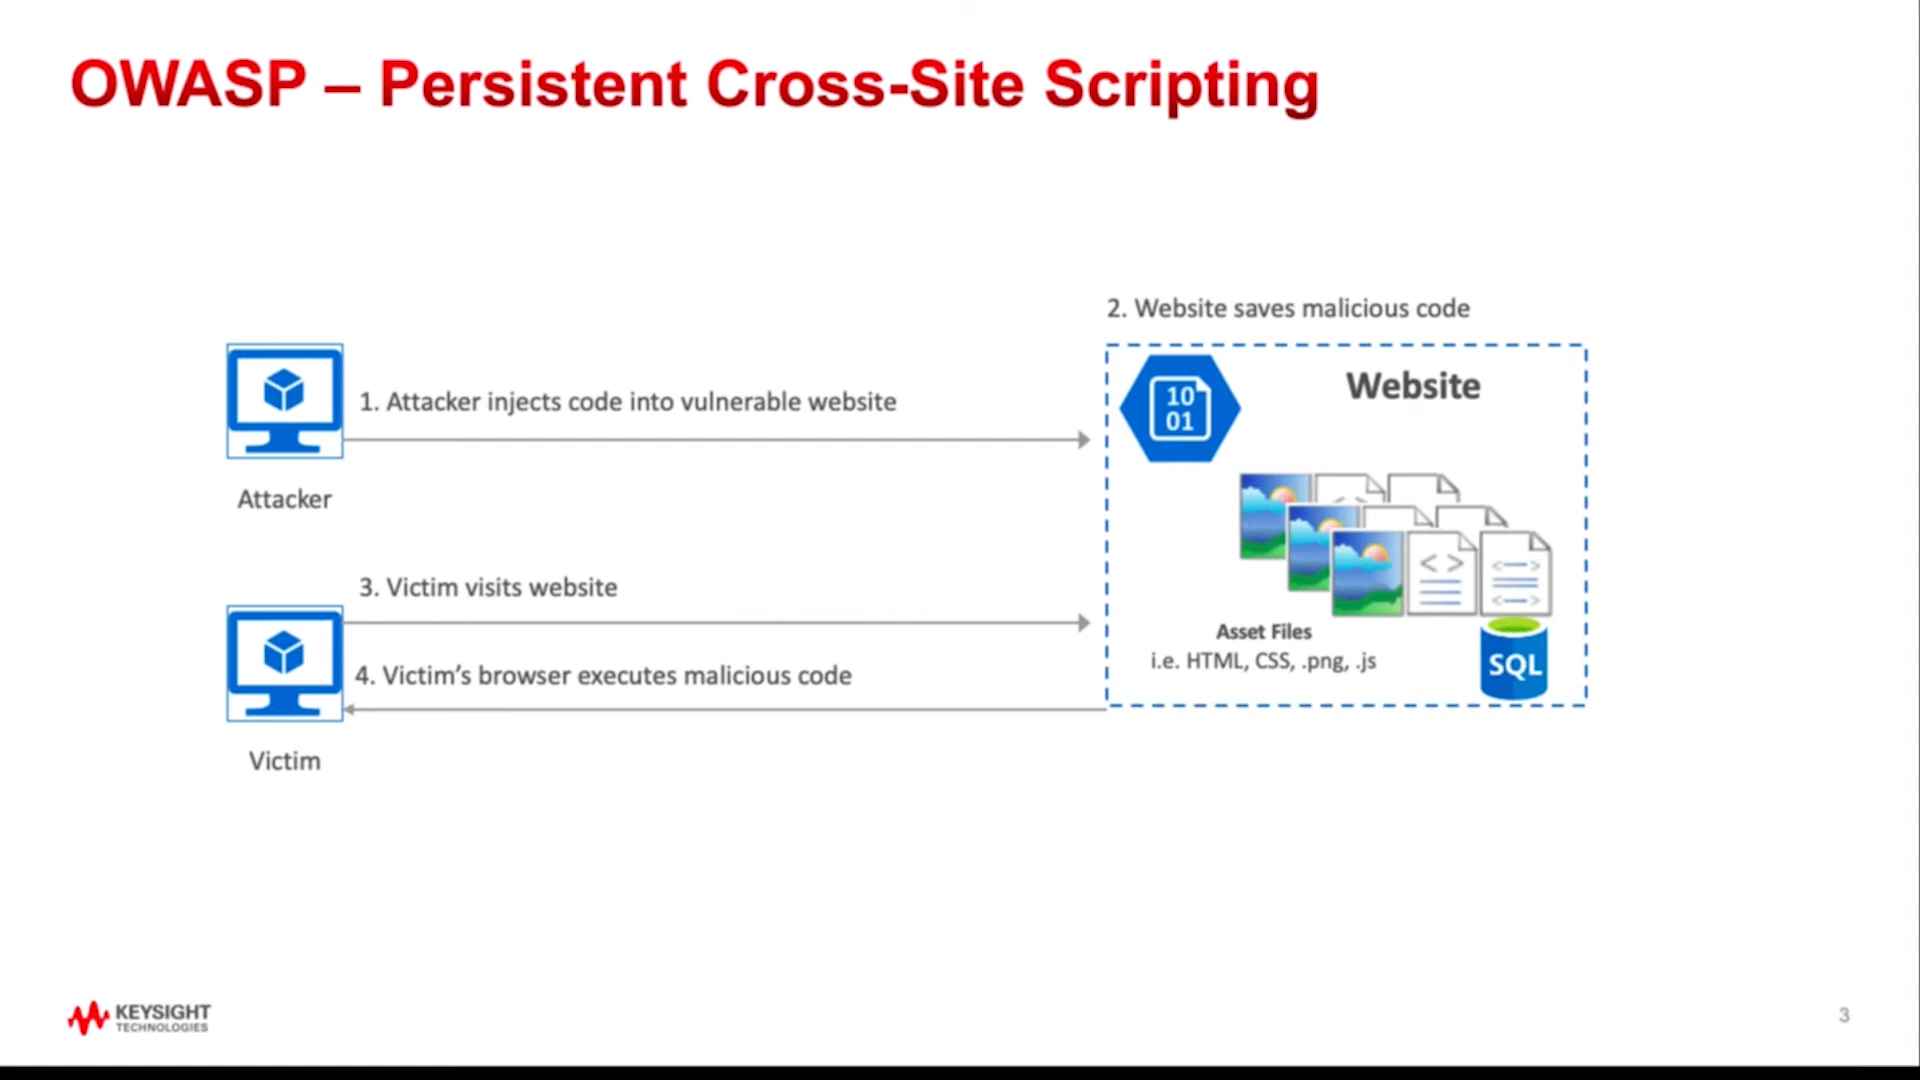 OWASP – Persistent Cross-Site Scripting
2. Website saves malicious code
Website
10
01
1. Attacker injects code into vulnerable website
Attacker
3. Victim visits website
4. Victim's browser executes malicious code
Victim
Asset Files
i.e. HTML, CSS, .png, .js
SQL
KEYSIGHT
TECHNOLOGIES
3